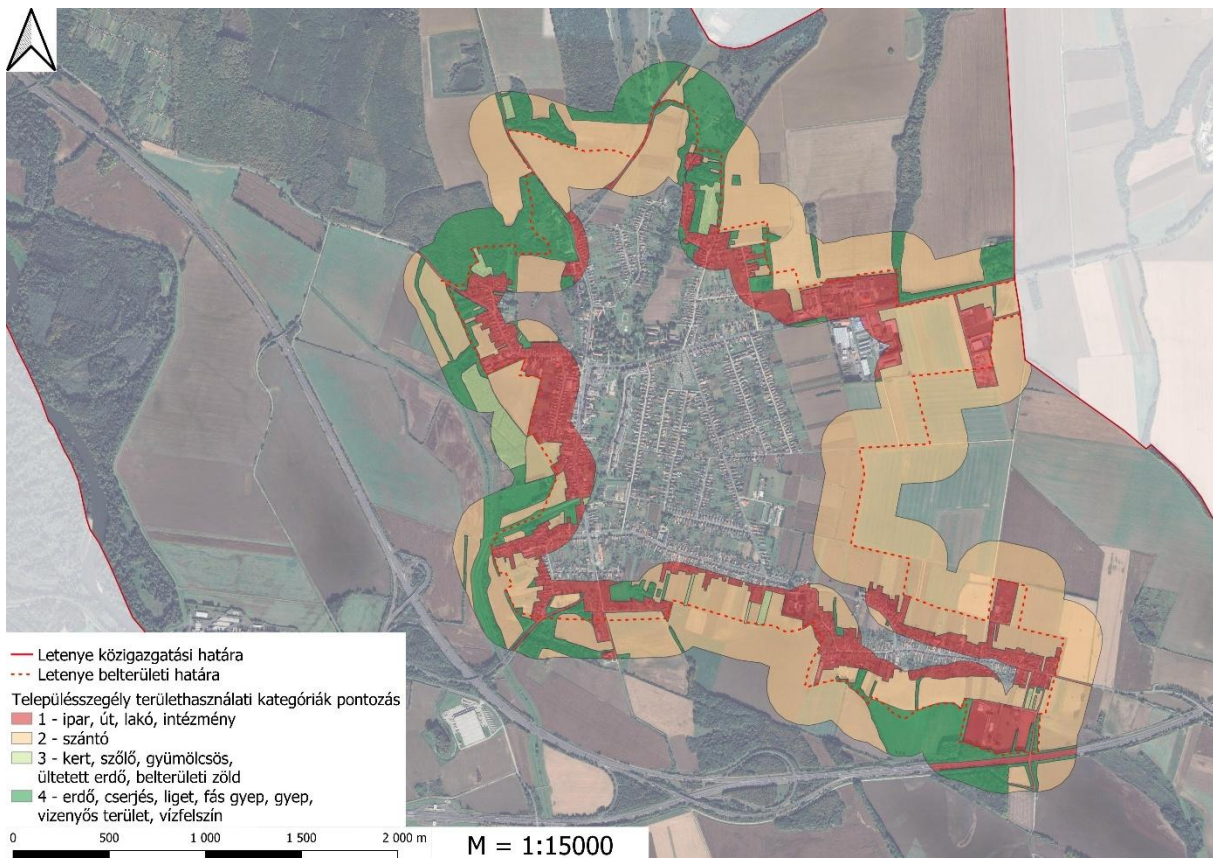 Letenye közigazgatási határa
Letenye belterületi határa
Településszegély területhasználati kategóriák pontozás
1 - ipar, út, lakó, intézmény
2 - szántó
3 - kert, szőlő, gyümölcsös,
ültetett erdő, belterületi zöld
4 - erdő, cserjés, liget, fás gyep, gyep,
vizenyős terület, vízfelszín
0 500 1 000 1 500 2 000 m
M = 1:15000